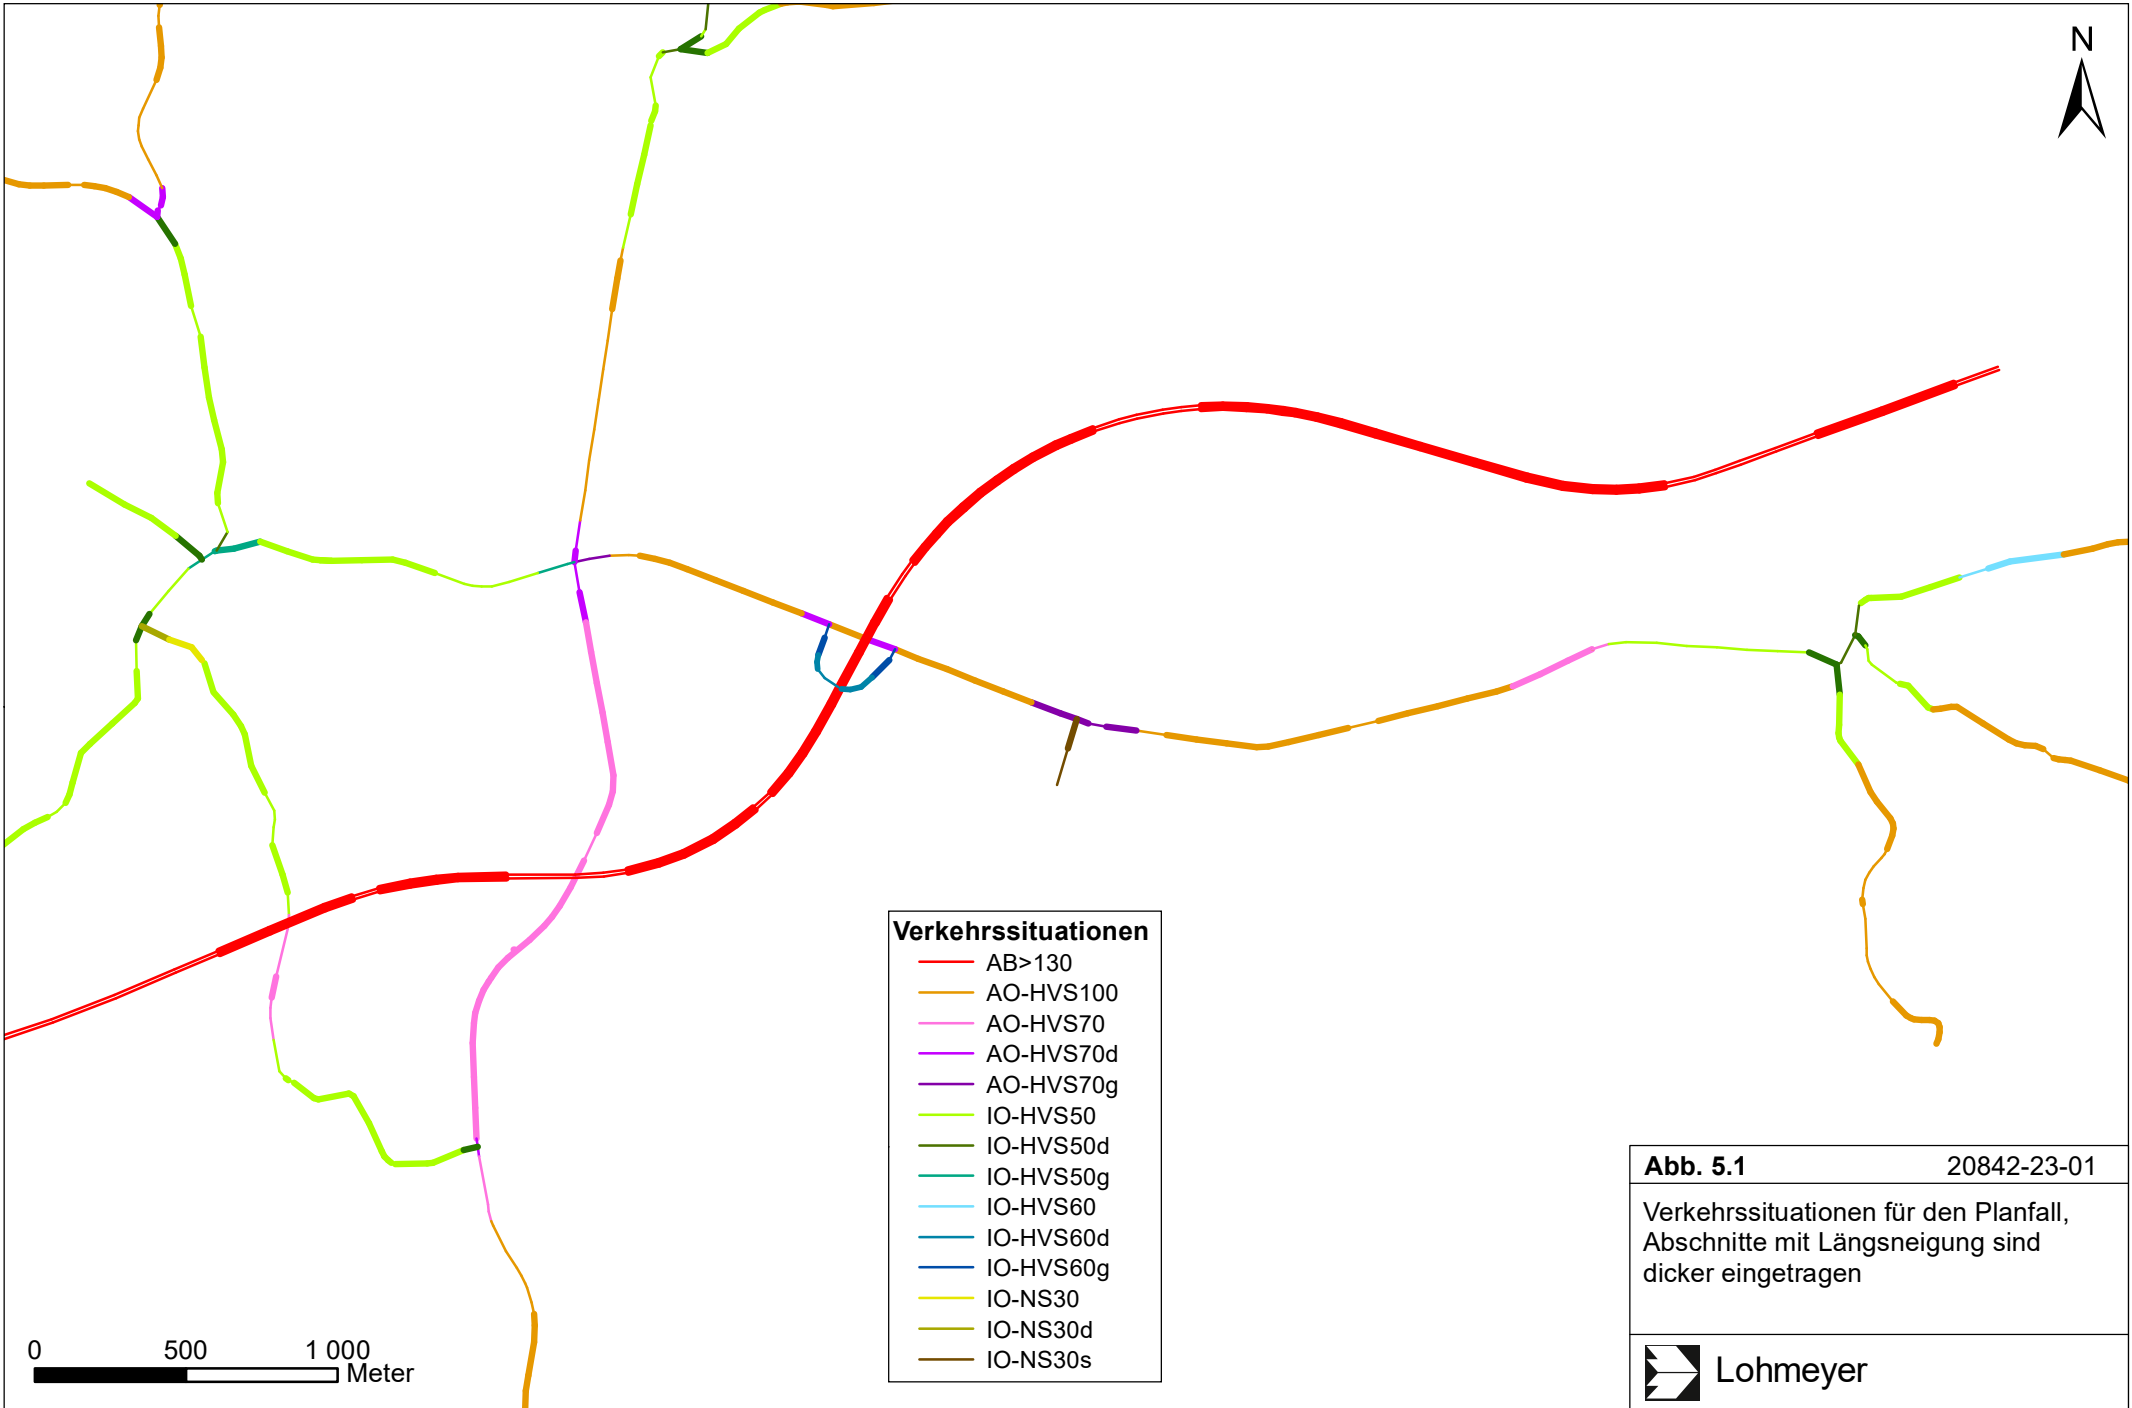 N
Verkehrssituationen
AB>130
AO-HVS100
AO-HVS70
AO-HVS70d
AO-HVS70g
IO-HVS50
IO-HVS50d
IO-HVS50g
IO-HVS60
IO-HVS60d
IO-HVS60g
IO-NS30
IO-NS30d
IO-NS30s
0 500 1 000
Meter
Abb. 5.1 20842-23-01
Verkehrssituationen für den Planfall,
Abschnitte mit Längsneigung sind
dicker eingetragen
Lohmeyer